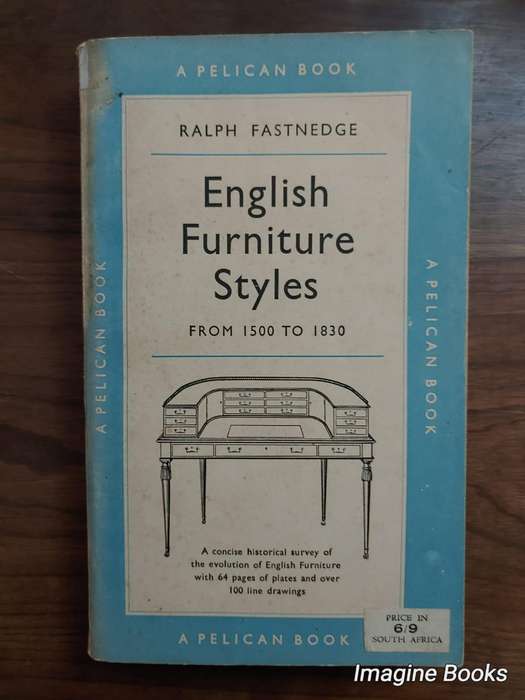 A PELICAN BOOK
RALPH FASTNEDGE
English
Furniture
Styles
FROM 1500 TO 1830
A PELICAN BOOK
A PELICAN BOOK
A concise historical survey of
the evolution of English Furniture
with 64 pages of plates and over
100 line drawings
PRICE IN
6/9
SOUTH AFRICA
A PELICAN BOOK
Imagine Books